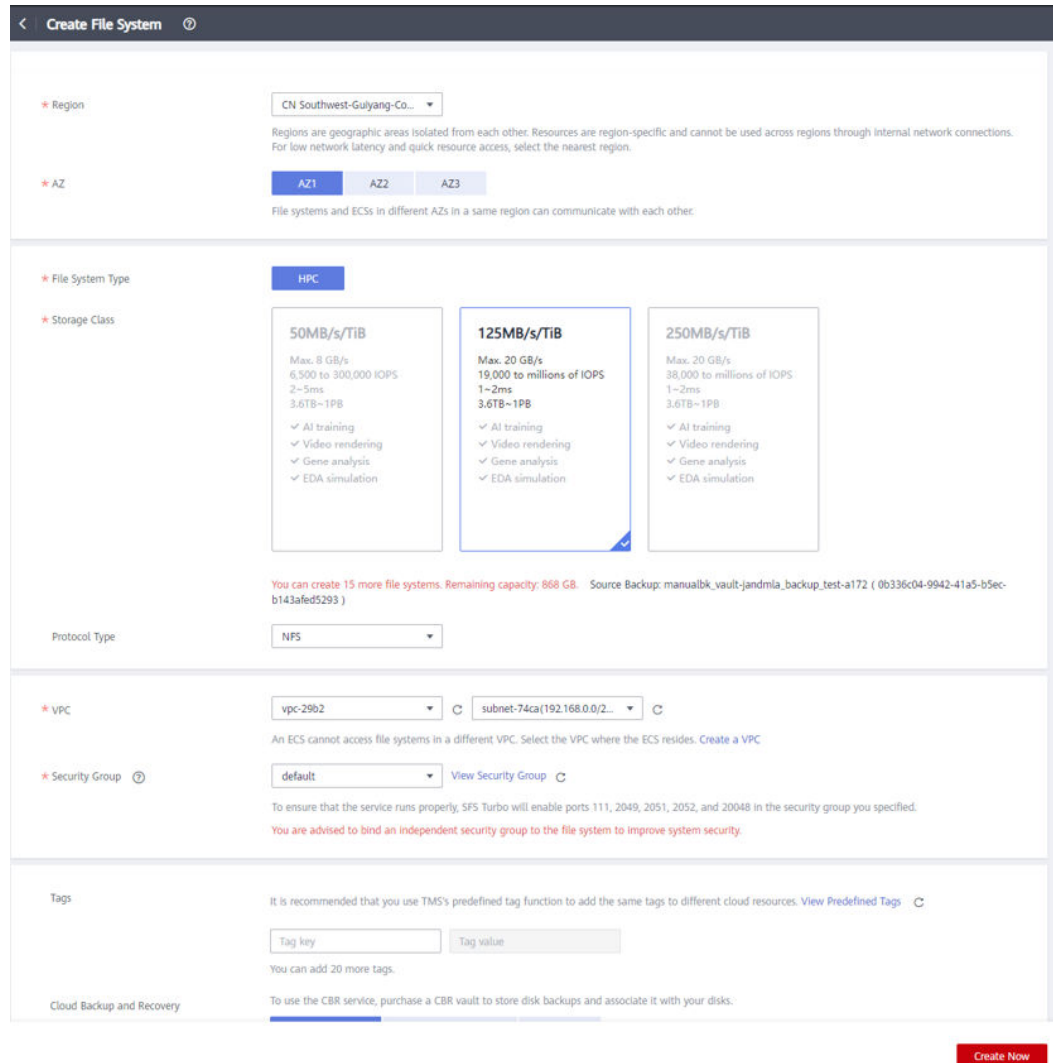 Create File System
* Region
CN Southwest-Guiyang-Co...
Regions are geographic areas isolated from each other. Resources are region-specific and cannot be used across regions through internal network connections.
For low network latency and quick resource access, select the nearest region.
* AZ
AZ1 AZ2 AZ3
File systems and ECSs in different AZs in a same region can communicate with each other.
* File System Type
HPC
* Storage Class
50MB/s/TiB
Max. 8 GB/s
6,500 to 300,000 IOPS
2~5ms
3.6TB~1PB
AI training
Video rendering
Gene analysis
EDA simulation
125MB/s/TiB
Max. 20 GB/s
19,000 to millions of IOPS
1~2ms
3.6TB~1PB
AI training
Video rendering
Gene analysis
EDA simulation
250MB/s/TiB
Max. 20 GB/s
38,000 to millions of IOPS
1~2ms
3.6TB~1PB
AI training
Video rendering
Gene analysis
EDA simulation
You can create 15 more file systems. Remaining capacity: 868 GB. Source Backup: manualbk_vault-jandmla_backup_test-a172 ( 0b336c04-9942-41a5-b5ec-
b143afed5293 )
Protocol Type
NFS
* VPC
vpc-29b2 subnet-74ca(192.168.0.0/2...
An ECS cannot access file systems in a different VPC. Select the VPC where the ECS resides. Create a VPC
* Security Group
default View Security Group
To ensure that the service runs properly, SFS Turbo will enable ports 111, 2049, 2051, 2052, and 20048 in the security group you specified.
You are advised to bind an independent security group to the file system to improve system security.
Tags
It is recommended that you use TMS's predefined tag function to add the same tags to different cloud resources. View Predefined Tags
Tag key Tag value
You can add 20 more tags.
Cloud Backup and Recovery
To use the CBR service, purchase a CBR vault to store disk backups and associate it with your disks.
Create Now